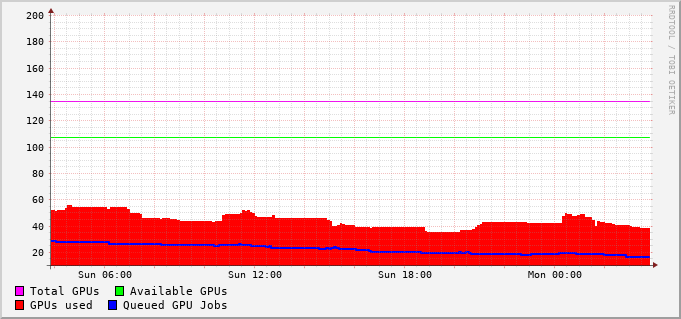 200
180
160
140
120
100
80
60
40
20
Sun 06:00 Sun 12:00 Sun 18:00 Mon 00:00
Total GPUs Available GPUs
GPUs used Queued GPU Jobs
RRDTOOL / TOBI OETIKER